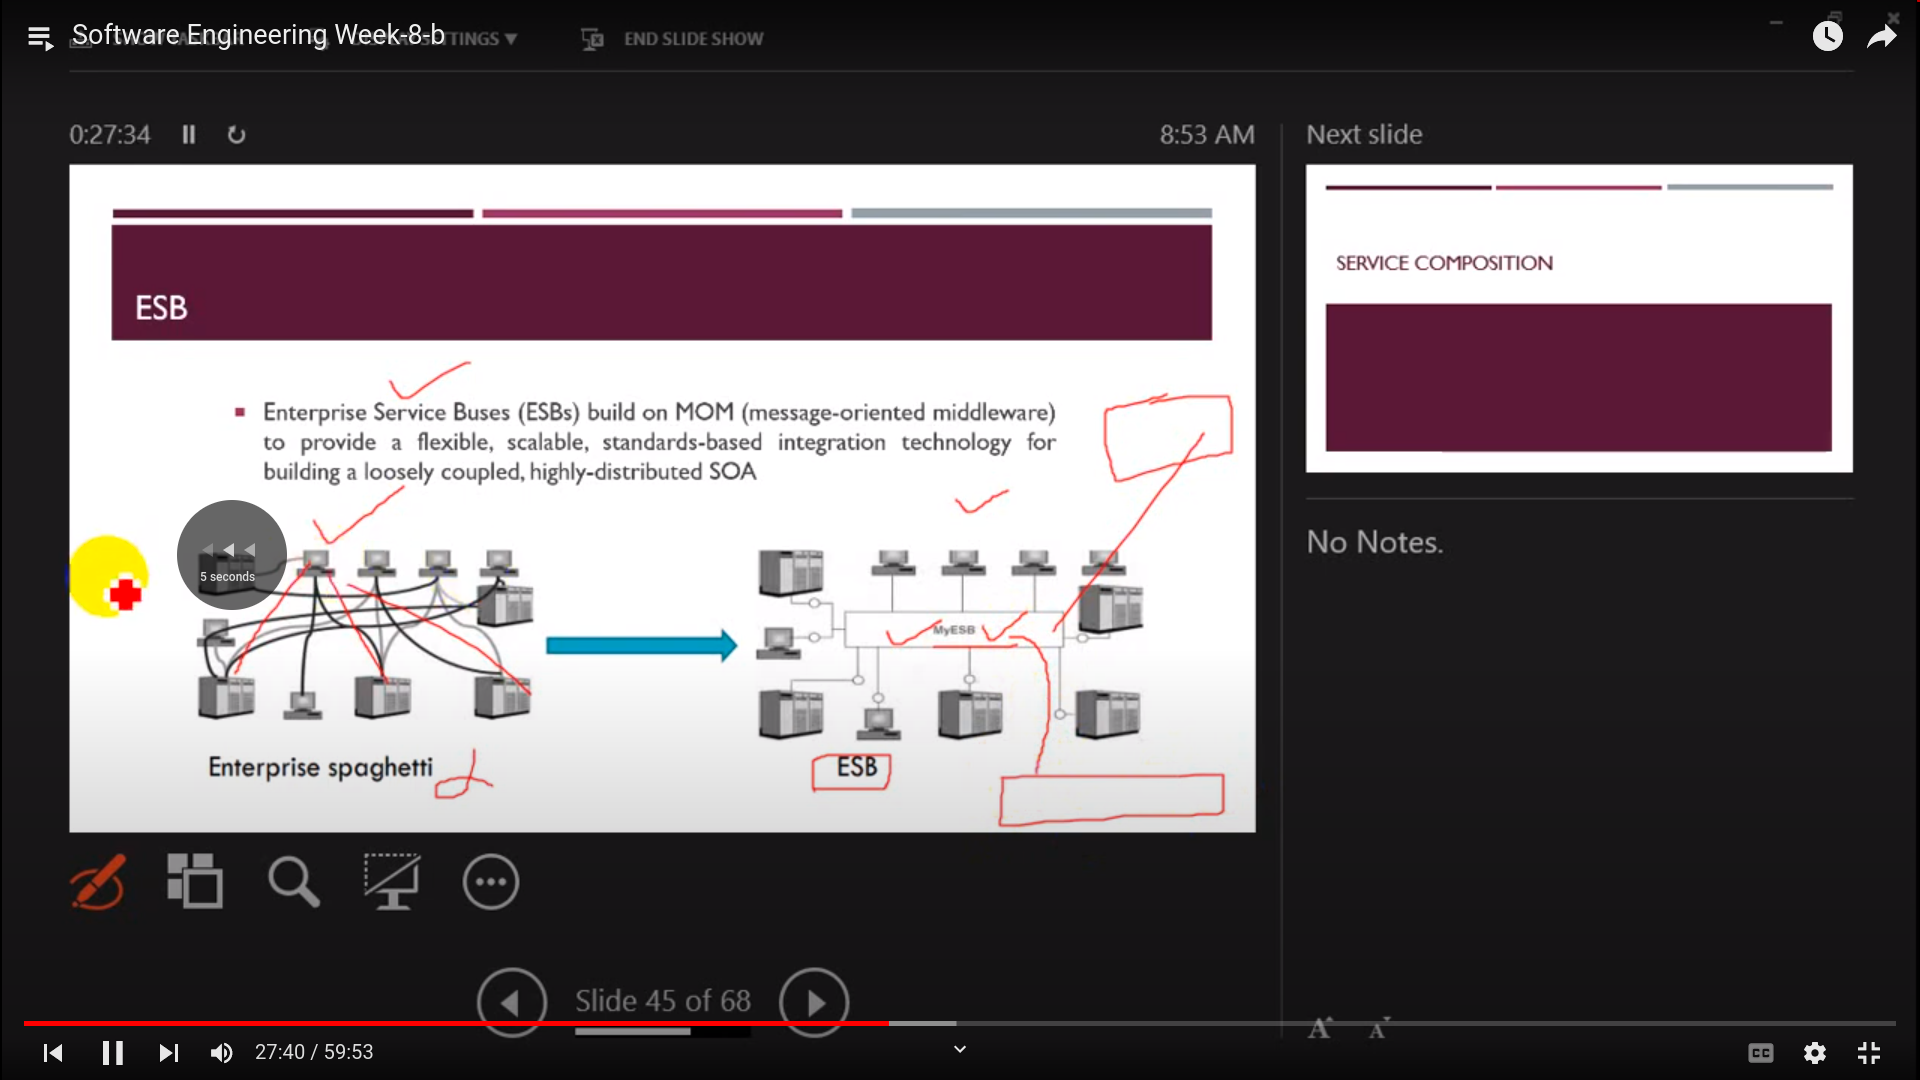 Software Engineering Week-8-b
END SLIDE SHOW
0:27:34
8:53 AM
Next slide
ESB
Enterprise Service Buses (ESBs) build on MOM (message-oriented middleware)
to provide a flexible, scalable, standards-based integration technology for
building a loosely coupled, highly-distributed SOA
5 seconds
MyESB
Enterprise spaghetti
ESB
SERVICE COMPOSITION
No Notes.
Slide 45 of 68
A A
27:40 / 59:53
CC